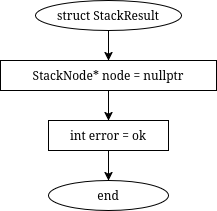 struct StackResult
StackNode* node = nullptr
int error = ok
end